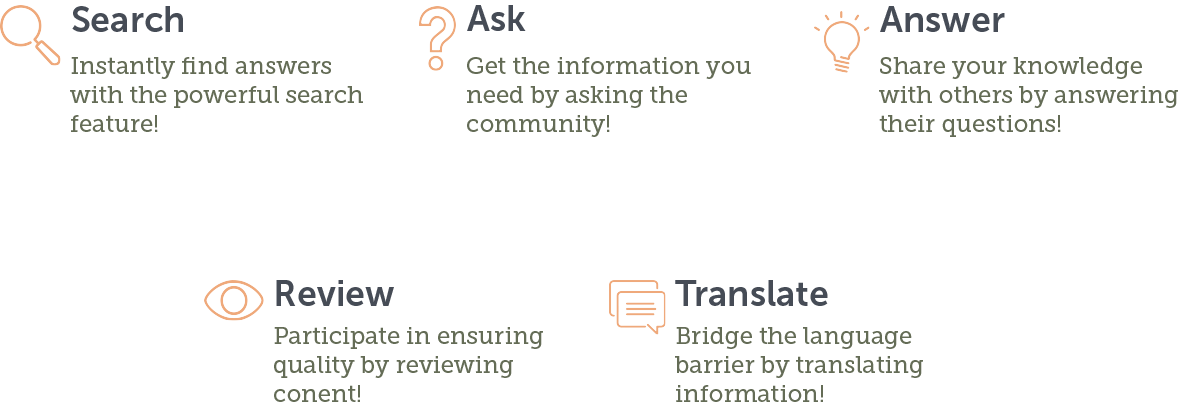 Search
Instantly find answers
with the powerful search
feature!
Ask
Get the information you
need by asking the
community!
Answer
Share your knowledge
with others by answering
their questions!
Review
Participate in ensuring
quality by reviewing
conent!
Translate
Bridge the language
barrier by translating
information!